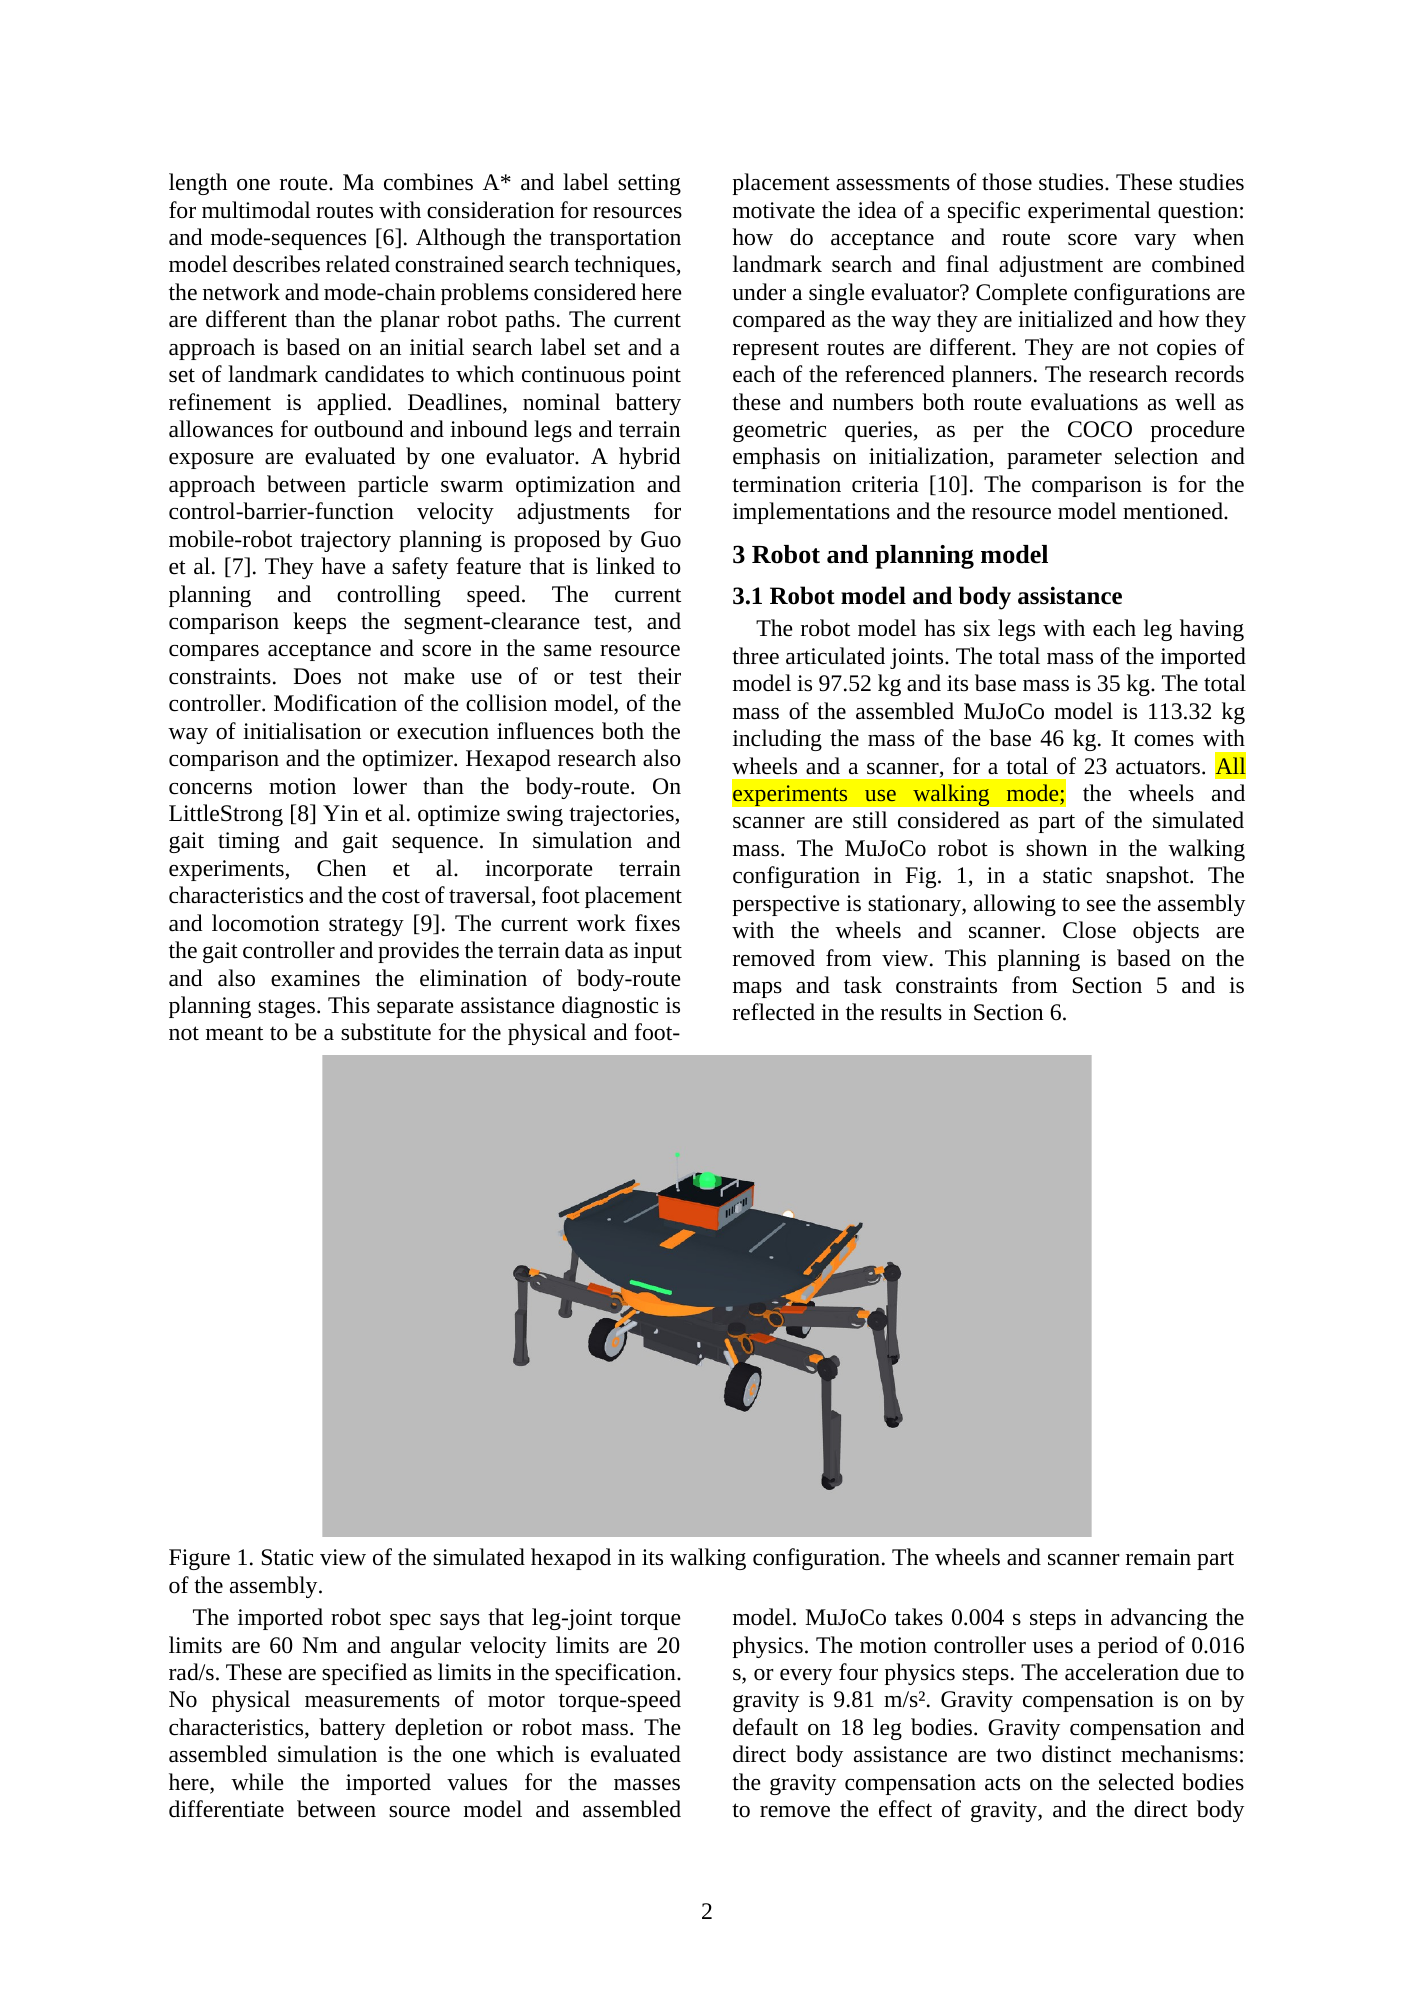 length one route. Ma combines A* and label setting
for multimodal routes with consideration for resources
and mode-sequences [6]. Although the transportation
model describes related constrained search techniques,
the network and mode-chain problems considered here
are different than the planar robot paths. The current
approach is based on an initial search label set and a
set of landmark candidates to which continuous point
refinement is applied. Deadlines, nominal battery
allowances for outbound and inbound legs and terrain
exposure are evaluated by one evaluator. A hybrid
approach between particle swarm optimization and
control-barrier-function velocity adjustments for
mobile-robot trajectory planning is proposed by Guo
et al. [7]. They have a safety feature that is linked to
planning and controlling speed. The current
comparison keeps the segment-clearance test, and
compares acceptance and score in the same resource
constraints. Does not make use of or test their
controller. Modification of the collision model, of the
way of initialisation or execution influences both the
comparison and the optimizer. Hexapod research also
concerns motion lower than the body-route. On
LittleStrong [8] Yin et al. optimize swing trajectories,
gait timing and gait sequence. In simulation and
experiments, Chen et al. incorporate terrain
characteristics and the cost of traversal, foot placement
and locomotion strategy [9]. The current work fixes
the gait controller and provides the terrain data as input
and also examines the elimination of body-route
planning stages. This separate assistance diagnostic is
not meant to be a substitute for the physical and foot-
placement assessments of those studies. These studies
motivate the idea of a specific experimental question:
how do acceptance and route score vary when
landmark search and final adjustment are combined
under a single evaluator? Complete configurations are
compared as the way they are initialized and how they
represent routes are different. They are not copies of
each of the referenced planners. The research records
these and numbers both route evaluations as well as
geometric queries, as per the COCO procedure
emphasis on initialization, parameter selection and
termination criteria [10]. The comparison is for the
implementations and the resource model mentioned.
3 Robot and planning model
3.1 Robot model and body assistance
The robot model has six legs with each leg having
three articulated joints. The total mass of the imported
model is 97.52 kg and its base mass is 35 kg. The total
mass of the assembled MuJoCo model is 113.32 kg
including the mass of the base 46 kg. It comes with
wheels and a scanner, for a total of 23 actuators. All
experiments use walking mode; the wheels and
scanner are still considered as part of the simulated
mass. The MuJoCo robot is shown in the walking
configuration in Fig. 1, in a static snapshot. The
perspective is stationary, allowing to see the assembly
with the wheels and scanner. Close objects are
removed from view. This planning is based on the
maps and task constraints from Section 5 and is
reflected in the results in Section 6.
Figure 1. Static view of the simulated hexapod in its walking configuration. The wheels and scanner remain part
of the assembly.
The imported robot spec says that leg-joint torque
limits are 60 Nm and angular velocity limits are 20
rad/s. These are specified as limits in the specification.
No physical measurements of motor torque-speed
characteristics, battery depletion or robot mass. The
assembled simulation is the one which is evaluated
here, while the imported values for the masses
differentiate between source model and assembled
model. MuJoCo takes 0.004 s steps in advancing the
physics. The motion controller uses a period of 0.016
s, or every four physics steps. The acceleration due to
gravity is 9.81 m/s². Gravity compensation is on by
default on 18 leg bodies. Gravity compensation and
direct body assistance are two distinct mechanisms:
the gravity compensation acts on the selected bodies
to remove the effect of gravity, and the direct body
2